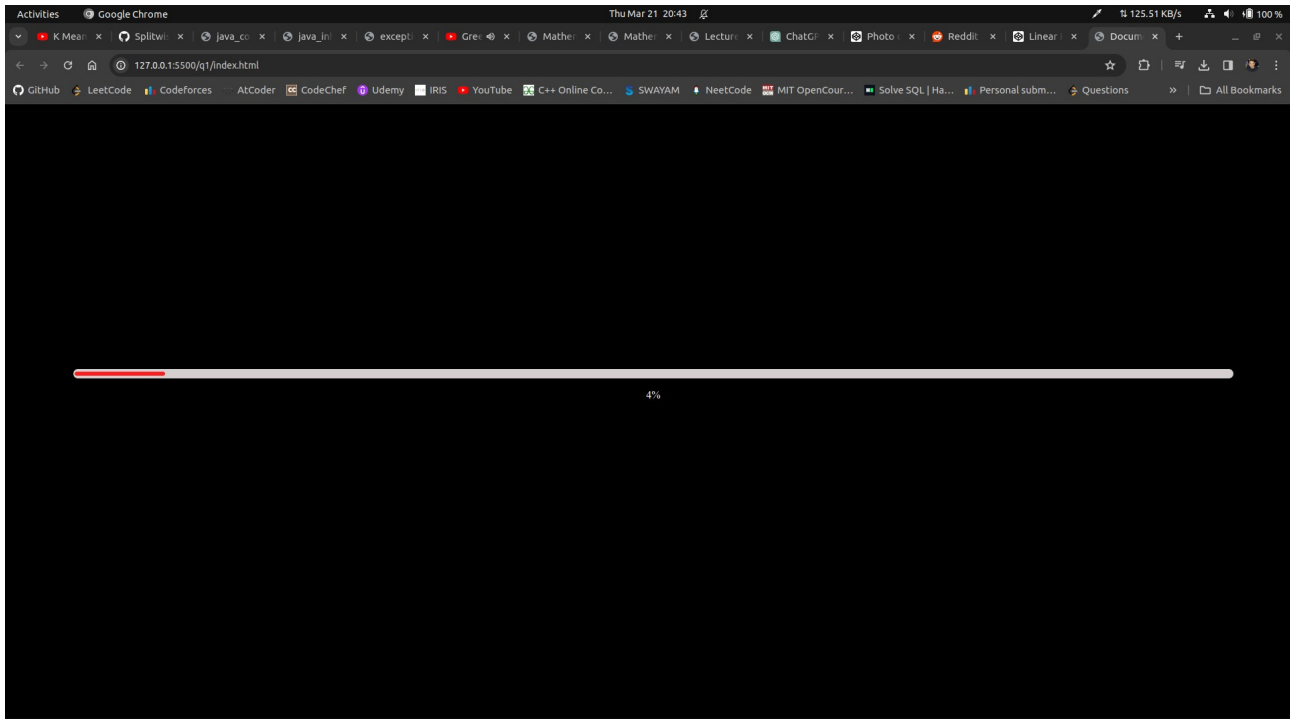 Activities Google Chrome Thu Mar 21 20:43 125.51 KB/s 100 %
K Mean Splitwi java_co java_inl excepti Gree Mather Mather Lecture ChatGP Photo c Reddit Linear Docum
127.0.0.1:5500/q1/index.html
GitHub LeetCode Codeforces AtCoder CodeChef Udemy IRIS YouTube C++ Online Co... SWAYAM NeetCode MIT OpenCour... Solve SQL | Ha... Personal subm... Questions » All Bookmarks
4%